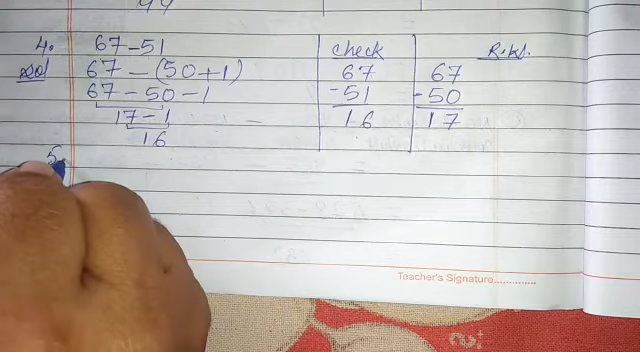 4. 67-51 check R.W.
Sol 67 - (50+1) 67 67
67 - 50 - 1 -51 -50
17 - 1 16 17
16
5.
Teacher's Signature..............